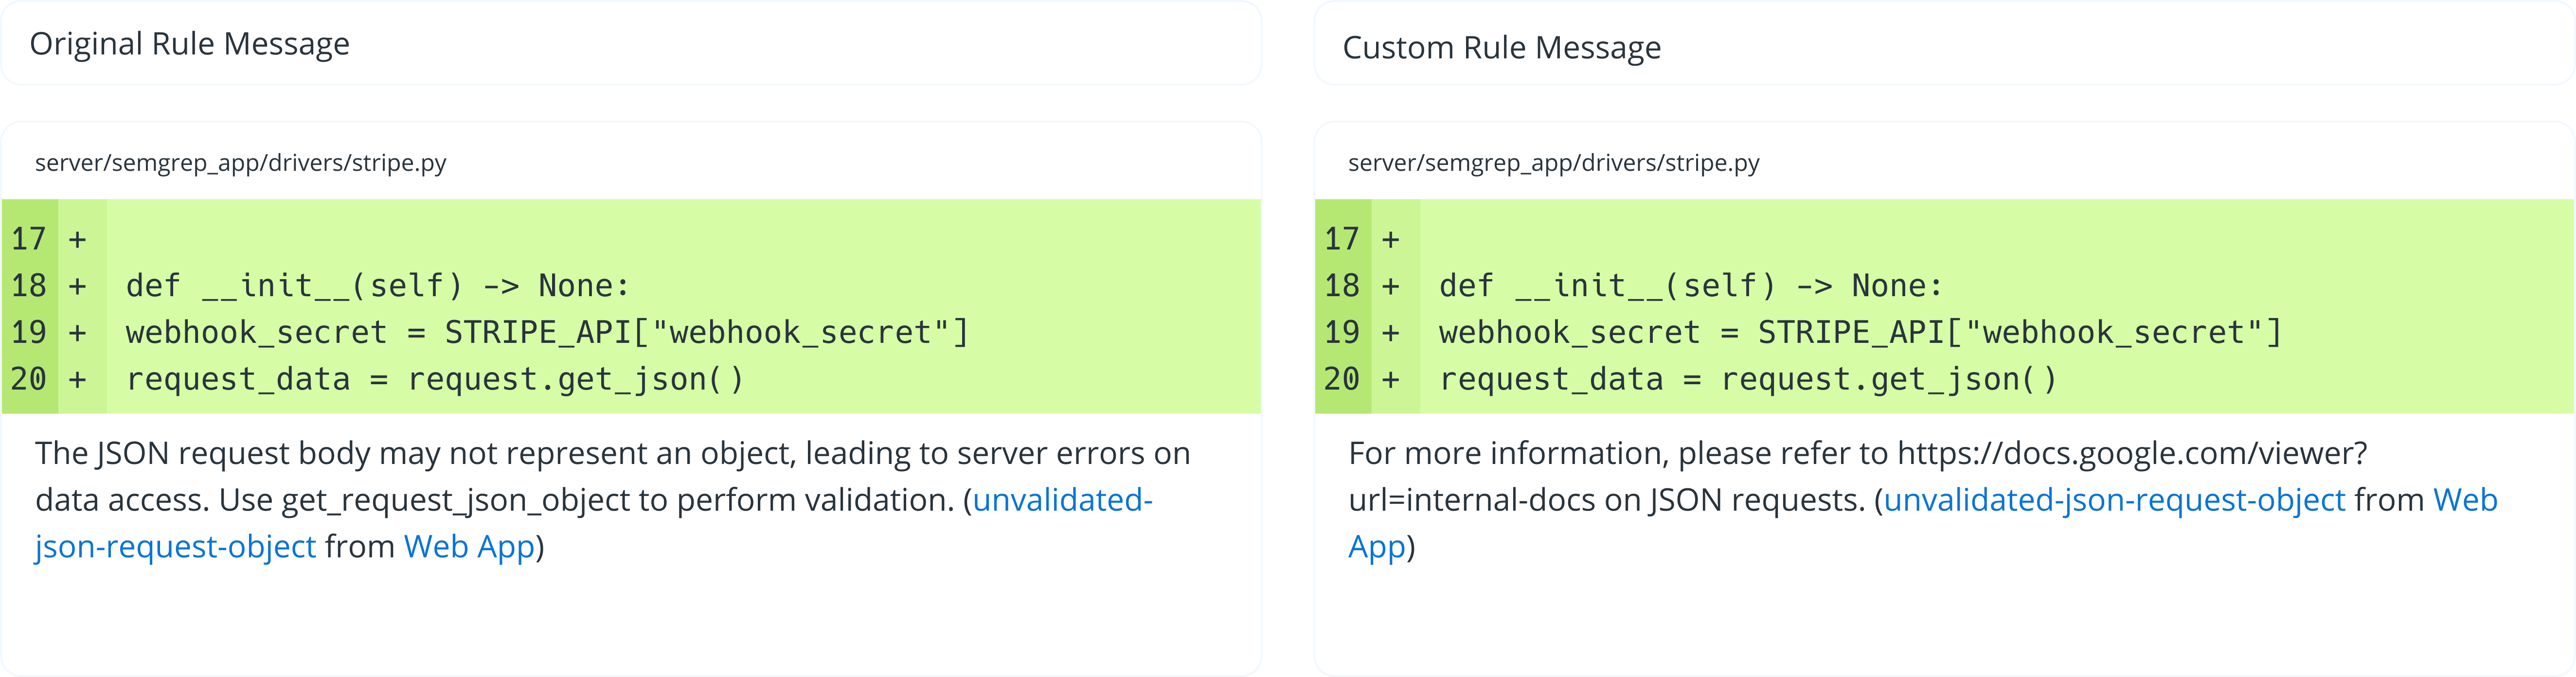 Original Rule Message
server/semgrep_app/drivers/stripe.py
17 +
18 + def __init__(self) -> None:
19 + webhook_secret = STRIPE_API["webhook_secret"]
20 + request_data = request.get_json()
The JSON request body may not represent an object, leading to server errors on
data access. Use get_request_json_object to perform validation. (unvalidated-
json-request-object from Web App)
Custom Rule Message
server/semgrep_app/drivers/stripe.py
17 +
18 + def __init__(self) -> None:
19 + webhook_secret = STRIPE_API["webhook_secret"]
20 + request_data = request.get_json()
For more information, please refer to https://docs.google.com/viewer?
url=internal-docs on JSON requests. (unvalidated-json-request-object from Web
App)